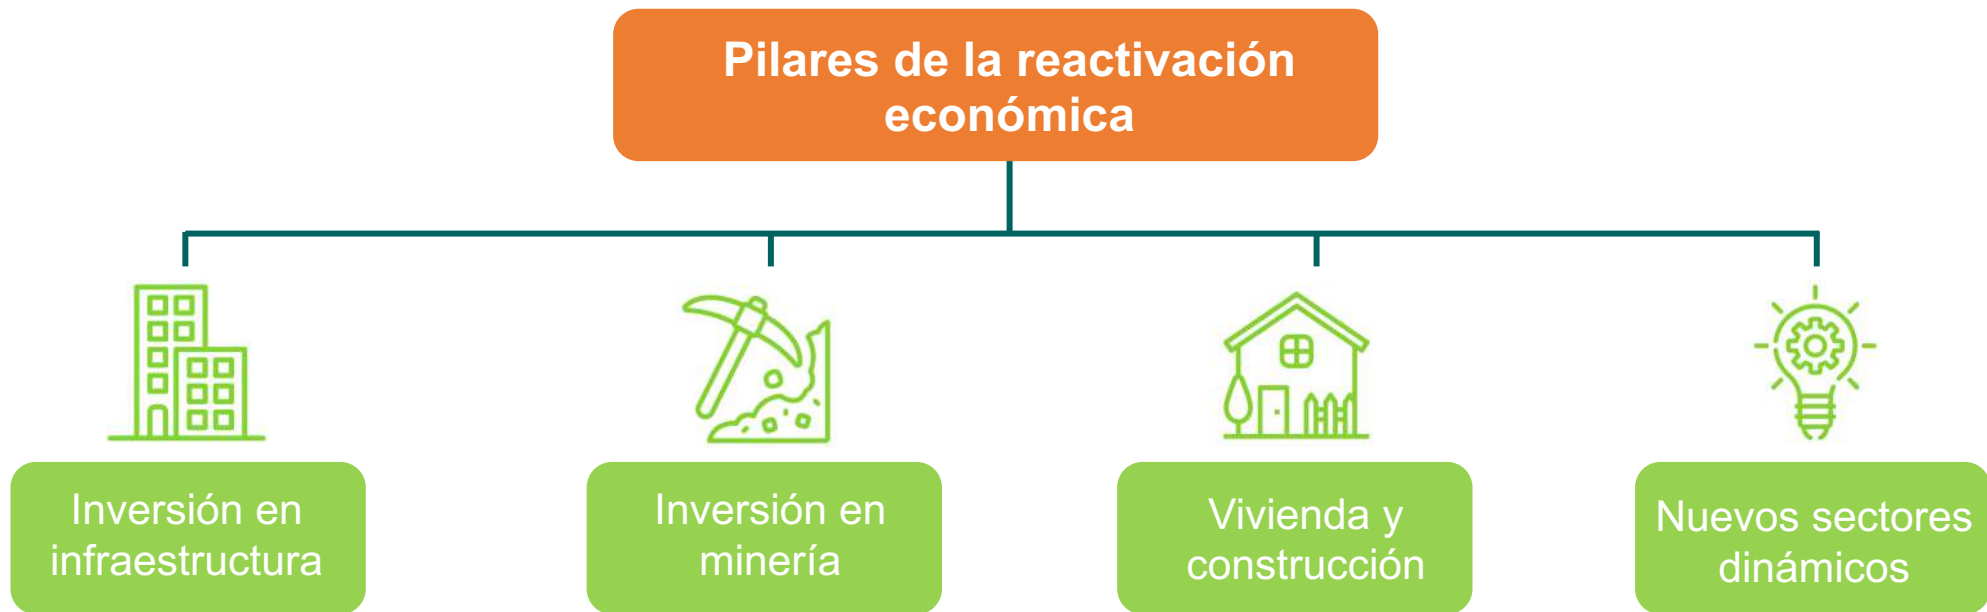 Pilares de la reactivación
económica
Inversión en
infraestructura
Inversión en
minería
Vivienda y
construcción
Nuevos sectores
dinámicos